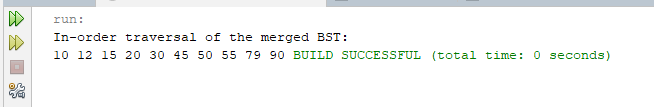 run:
In-order traversal of the merged BST:
10 12 15 20 30 45 50 55 79 90 BUILD SUCCESSFUL (total time: 0 seconds)